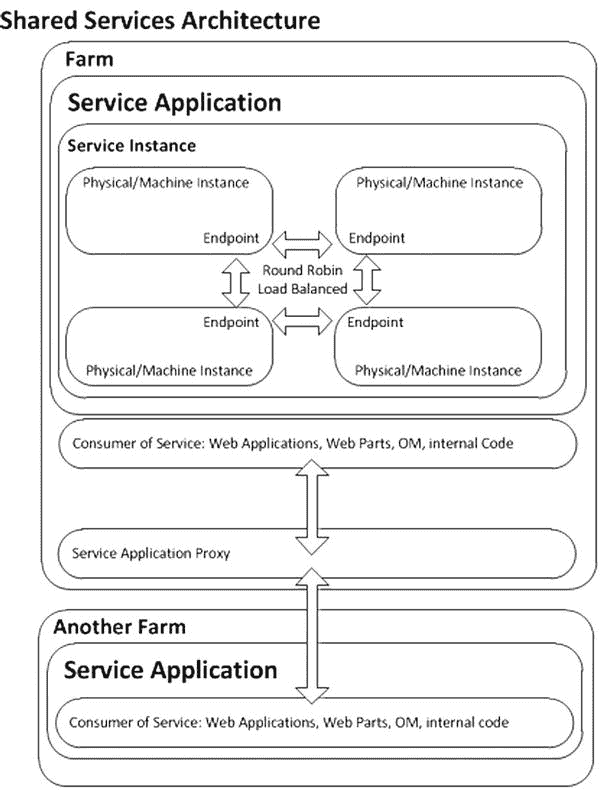 Shared Services Architecture
Farm
Service Application
Service Instance
Physical/Machine Instance
Endpoint
Physical/Machine Instance
Endpoint
Round Robin
Load Balanced
Endpoint
Physical/Machine Instance
Endpoint
Physical/Machine Instance
Consumer of Service: Web Applications, Web Parts, OM, internal Code
Service Application Proxy
Another Farm
Service Application
Consumer of Service: Web Applications, Web Parts, OM, internal code